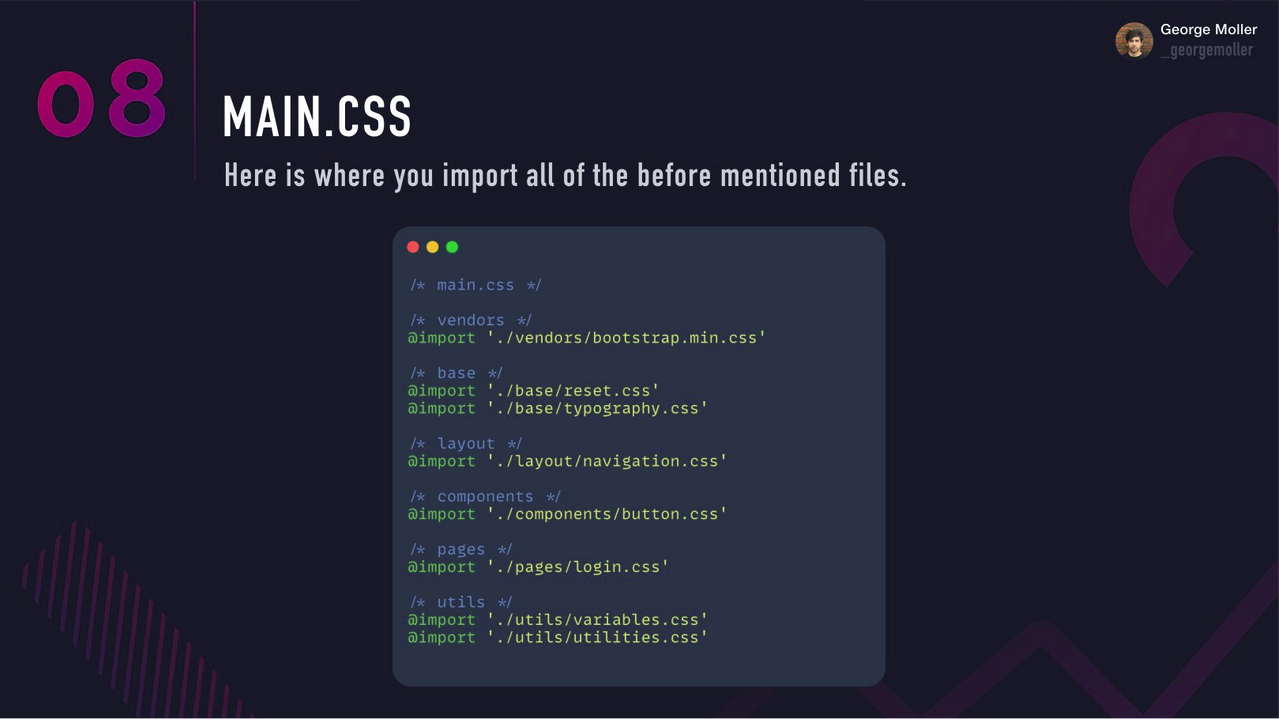 George Moller
_georgemoller
08
MAIN.CSS
Here is where you import all of the before mentioned files.
/* main.css */
/* vendors */
@import './vendors/bootstrap.min.css'
/* base */
@import './base/reset.css'
@import './base/typography.css'
/* layout */
@import './layout/navigation.css'
/* components */
@import './components/button.css'
/* pages */
@import './pages/login.css'
/* utils */
@import './utils/variables.css'
@import './utils/utilities.css'